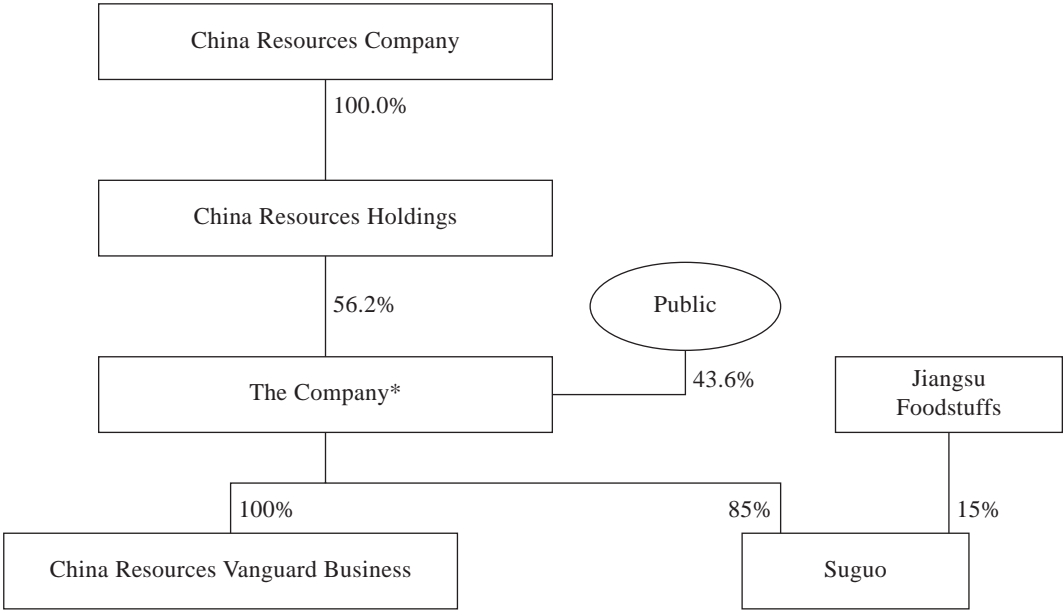 China Resources Company
100.0%
China Resources Holdings
56.2%
Public
The Company*
43.6%
Jiangsu
Foodstuffs
100%
85%
15%
China Resources Vanguard Business
Suguo